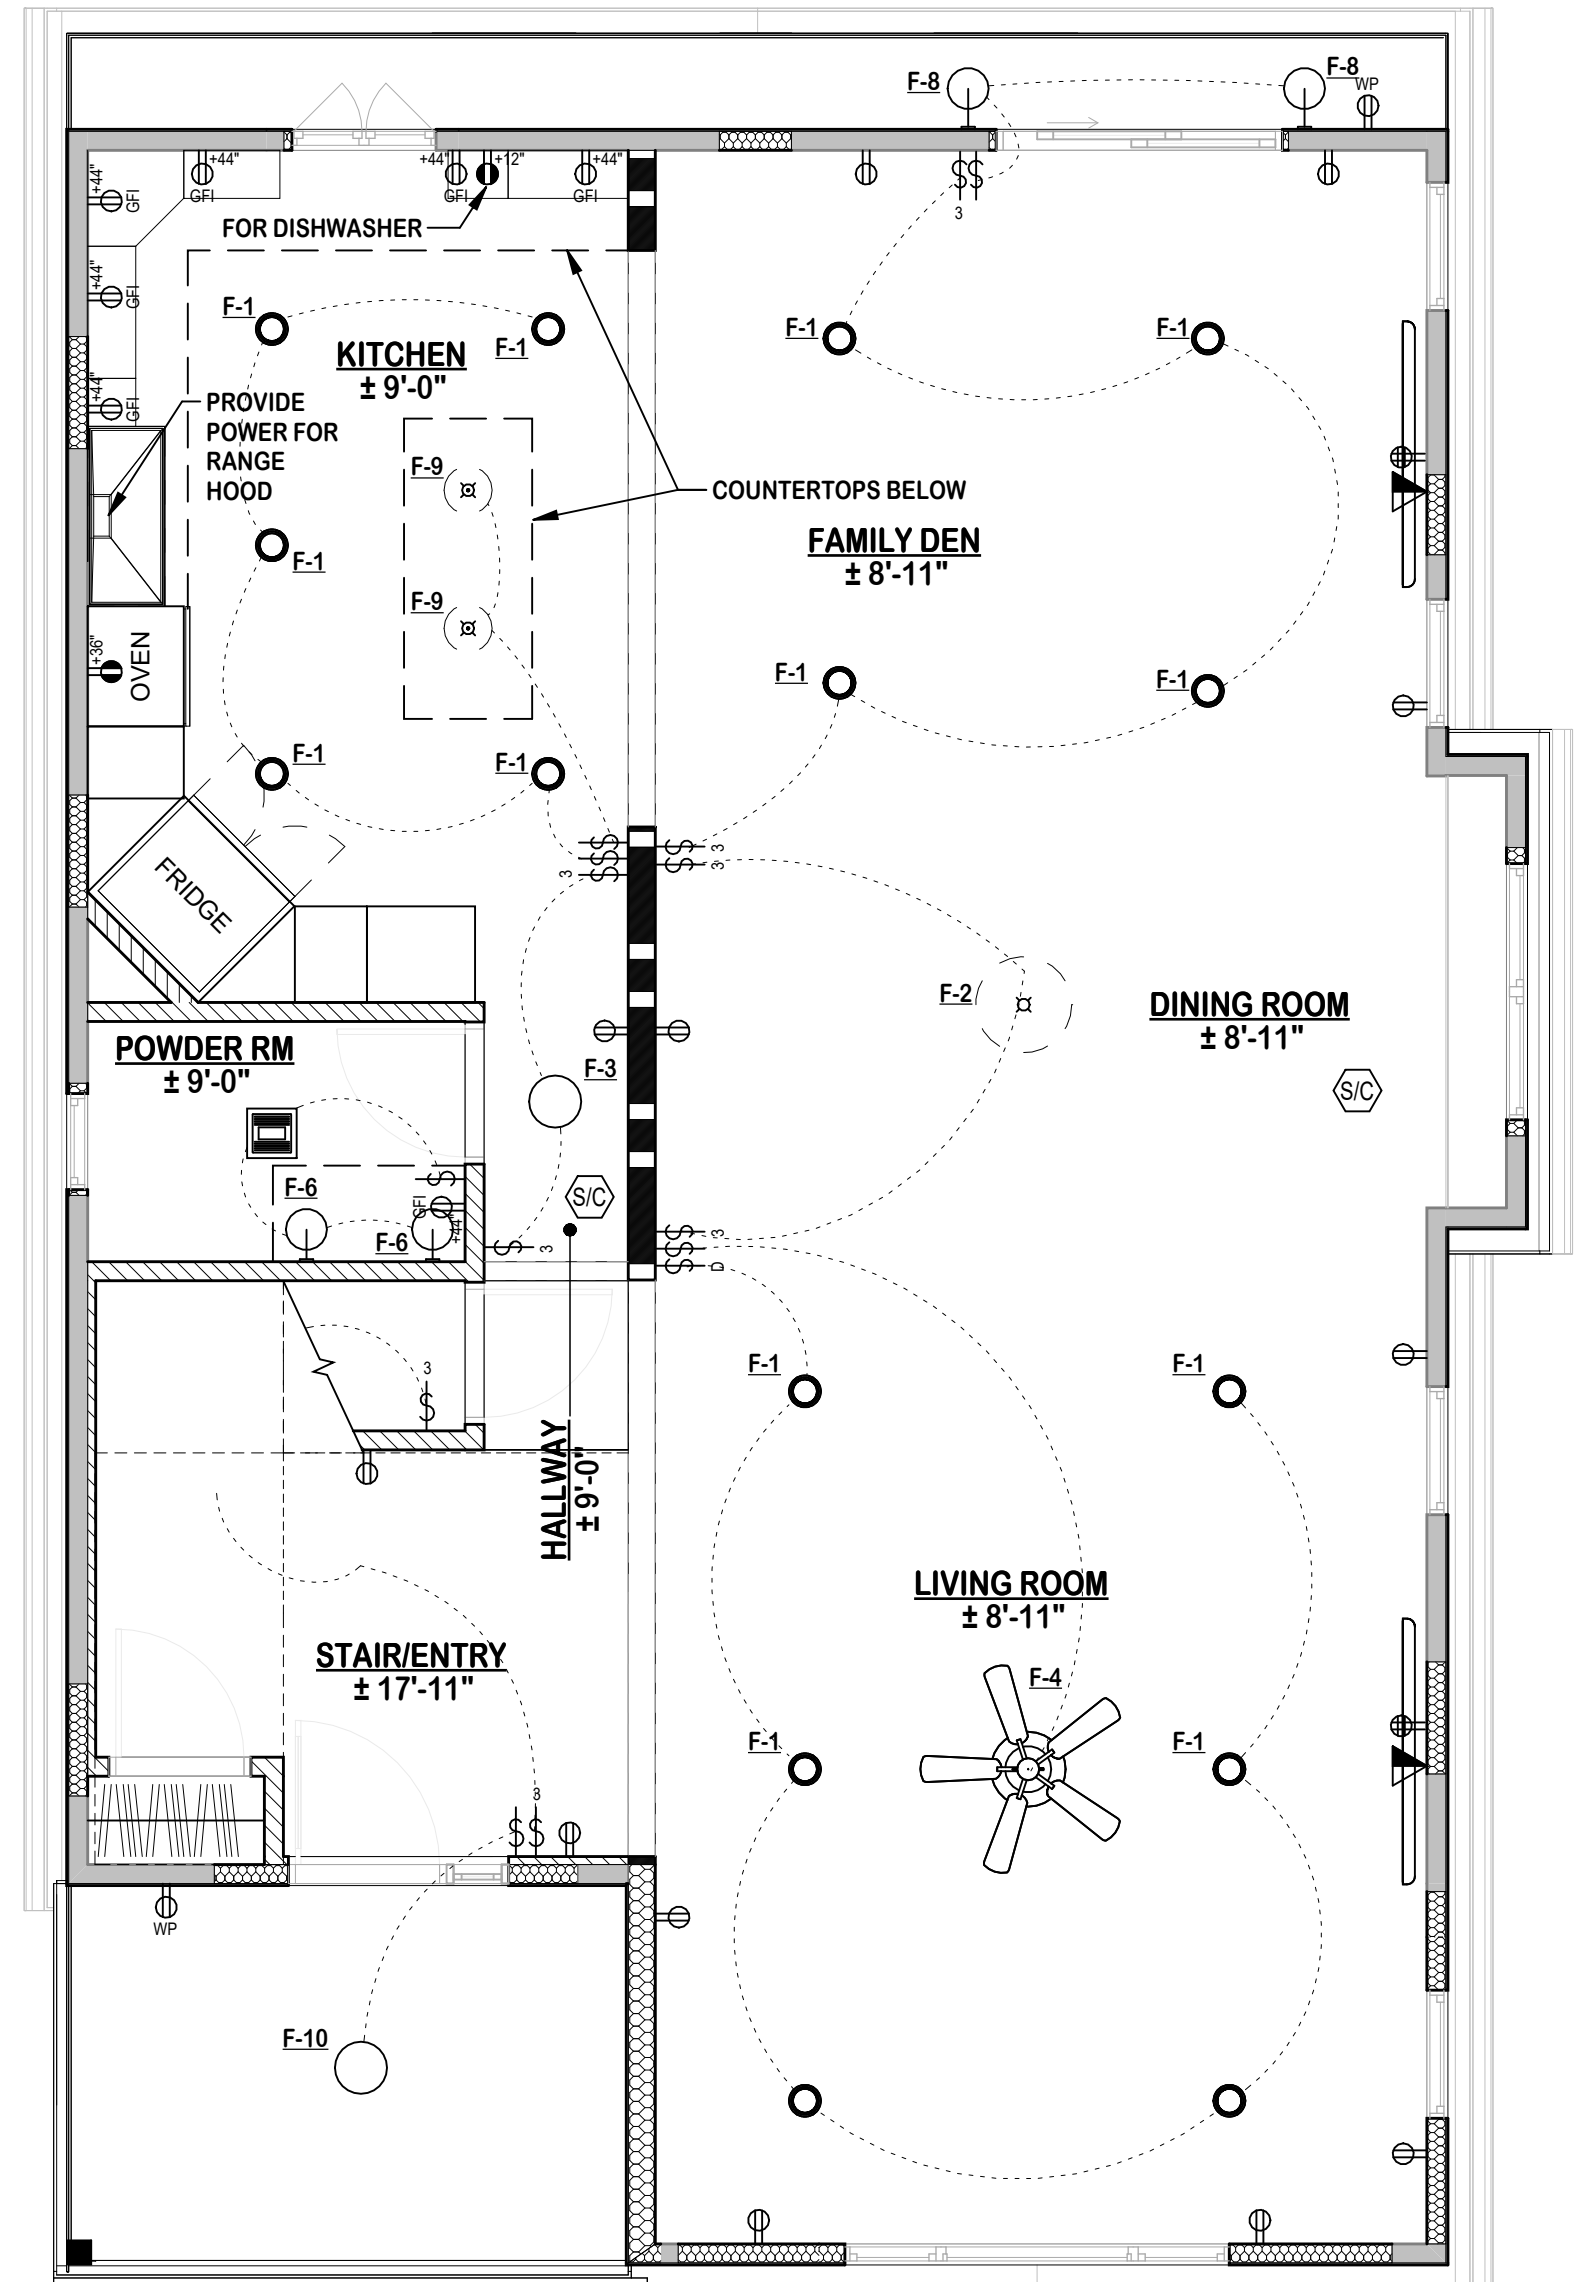 F-8
F-8
WP
+44"
GFI
+44"
GFI
+12"
+44"
GFI
+44"
GFI
FOR DISHWASHER
+44"
GFI
F-1
F-1
KITCHEN
± 9'-0"
F-1
F-1
3
+44"
GFI
PROVIDE
POWER FOR
RANGE
HOOD
F-9
COUNTERTOPS BELOW
FAMILY DEN
± 8'-11"
F-1
F-9
+36"
OVEN
F-1
F-1
F-1
F-1
3
3
3
FRIDGE
F-2
DINING ROOM
± 8'-11"
POWDER RM
± 9'-0"
F-3
S/C
F-6
GFI
+44"
F-6
S/C
3
3
D
3
F-1
F-1
HALLWAY
± 9'-0"
LIVING ROOM
± 8'-11"
STAIR/ENTRY
± 17'-11"
F-4
F-1
F-1
3
WP
F-10